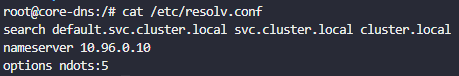 root@core-dns:/# cat /etc/resolv.conf
search default.svc.cluster.local svc.cluster.local cluster.local
nameserver 10.96.0.10
options ndots:5